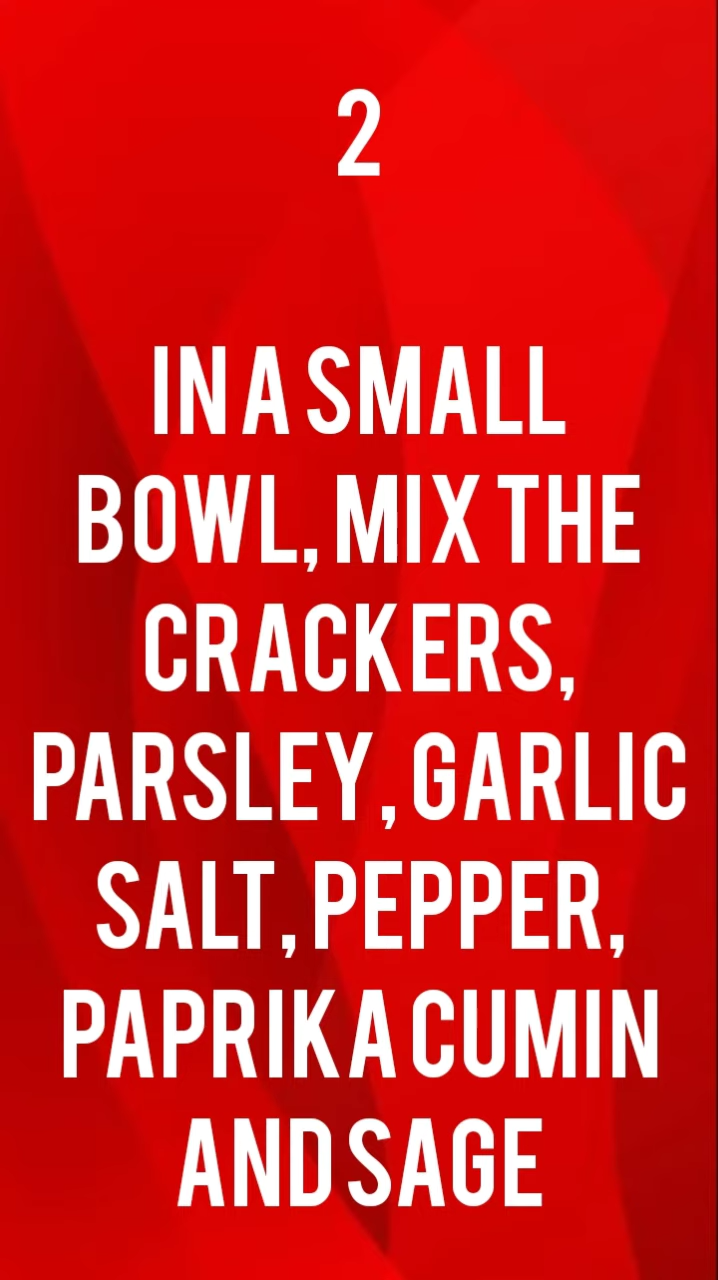 2
IN A SMALL
BOWL, MIX THE
CRACKERS,
PARSLEY, GARLIC
SALT, PEPPER,
PAPRIKA CUMIN
AND SAGE